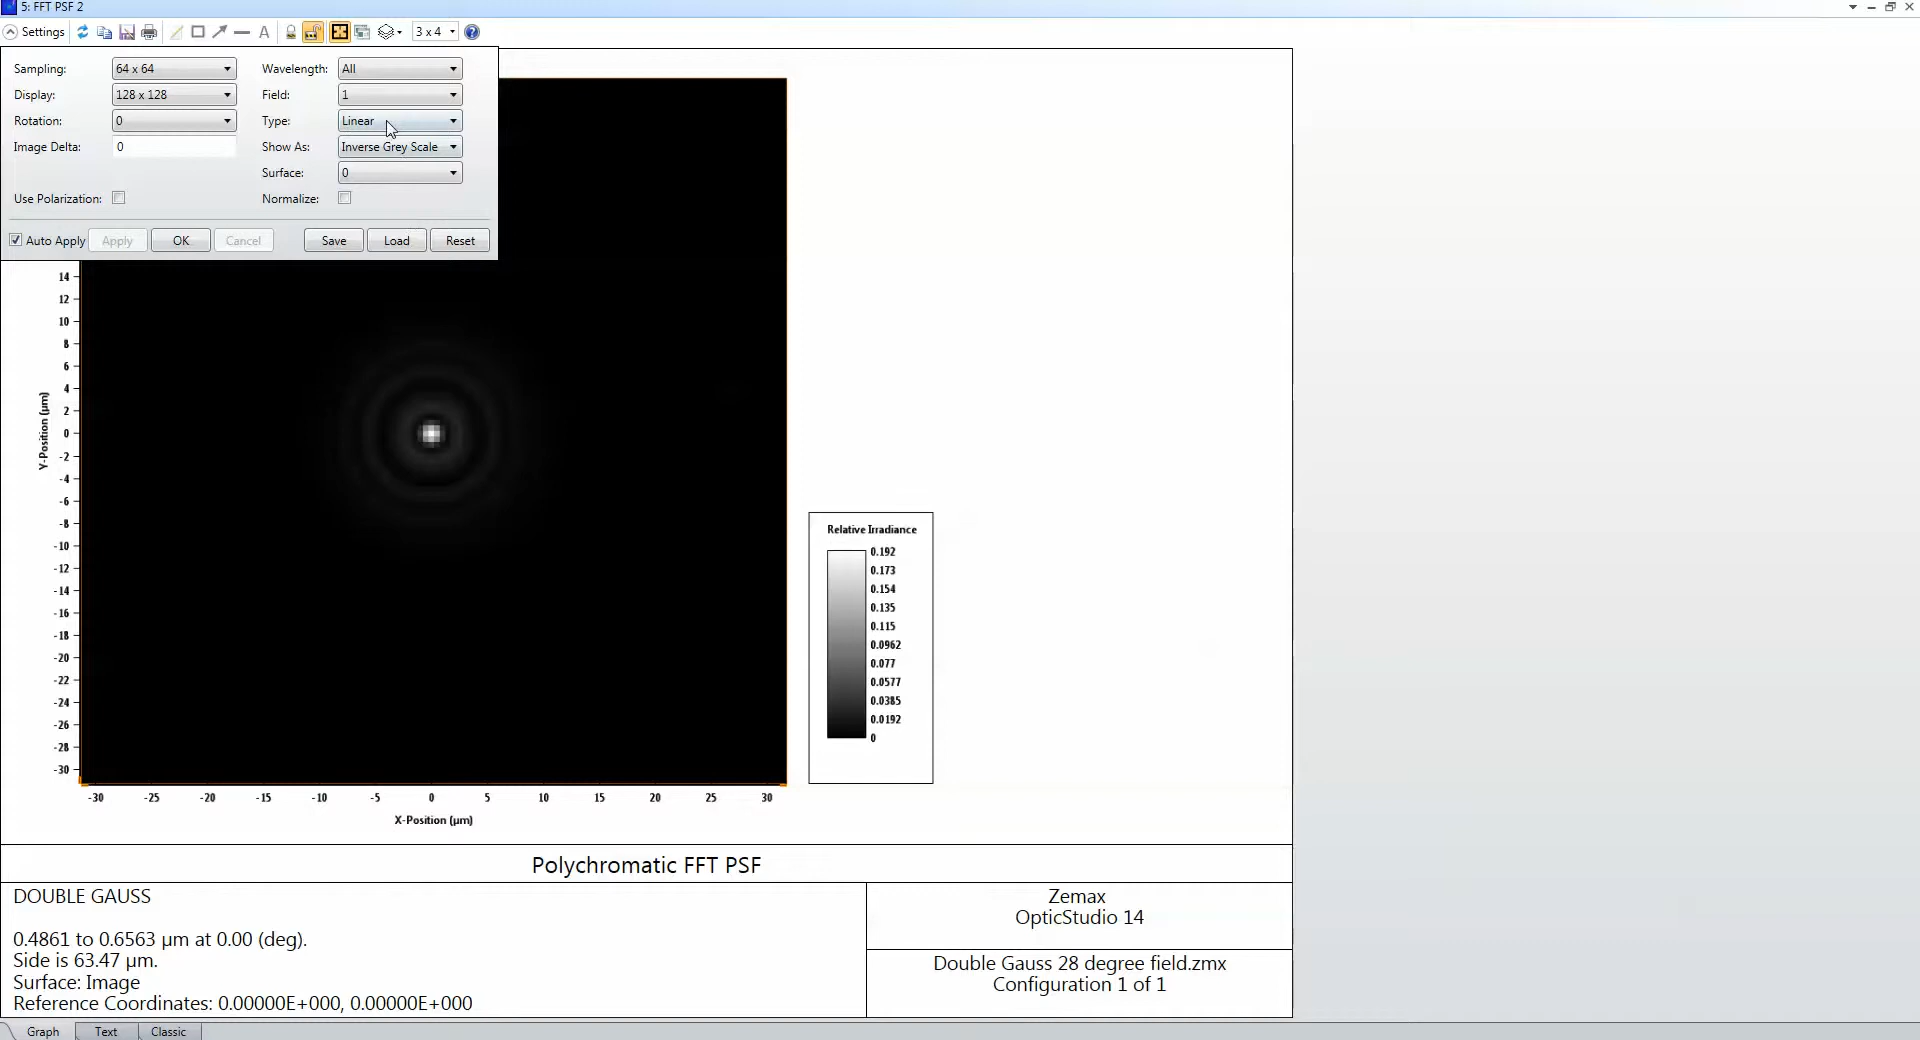 5: FFT PSF 2
Settings A 3 x 4
Sampling: 64 x 64 Wavelength: All
Display: 128 x 128 Field: 1
Rotation: 0 Type: Linear
Image Delta: 0 Show As: Inverse Grey Scale
Surface: 0
Use Polarization: Normalize:
Auto Apply Apply OK Cancel Save Load Reset
14
12
10
8
6
4
2
0
-2
-4
-6
-8
-10
-12
-14
-16
-18
-20
-22
-24
-26
-28
-30
Y-Position (µm)
-30 -25 -20 -15 -10 -5 0 5 10 15 20 25 30
X-Position (µm)
Relative Irradiance
0.192
0.173
0.154
0.135
0.115
0.0962
0.077
0.0577
0.0385
0.0192
0
Polychromatic FFT PSF
DOUBLE GAUSS
0.4861 to 0.6563 µm at 0.00 (deg).
Side is 63.47 µm.
Surface: Image
Reference Coordinates: 0.00000E+000, 0.00000E+000
Zemax
OpticStudio 14
Double Gauss 28 degree field.zmx
Configuration 1 of 1
Graph Text Classic